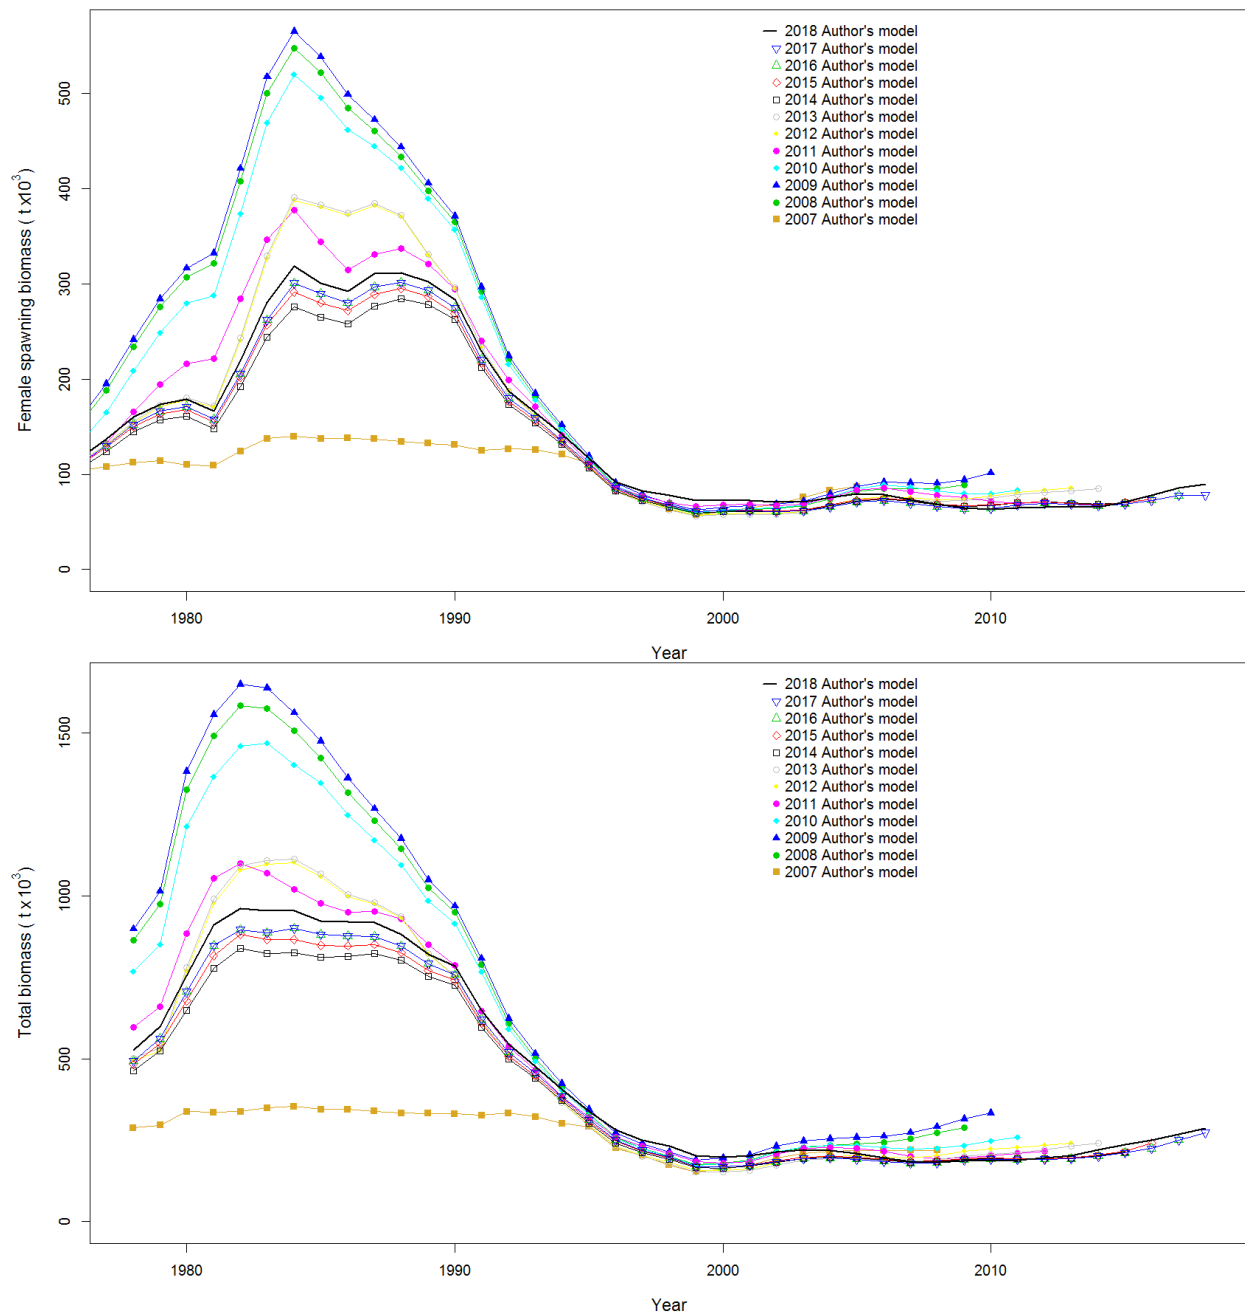 Female spawning biomass ( t x10³)
500
400
300
200
100
0
2018 Author's model
2017 Author's model
2016 Author's model
2015 Author's model
2014 Author's model
2013 Author's model
2012 Author's model
2011 Author's model
2010 Author's model
2009 Author's model
2008 Author's model
2007 Author's model
1980 1990 2000 2010
Year
Total biomass ( t x10³)
1500
1000
500
0
2018 Author's model
2017 Author's model
2016 Author's model
2015 Author's model
2014 Author's model
2013 Author's model
2012 Author's model
2011 Author's model
2010 Author's model
2009 Author's model
2008 Author's model
2007 Author's model
1980 1990 2000 2010
Year